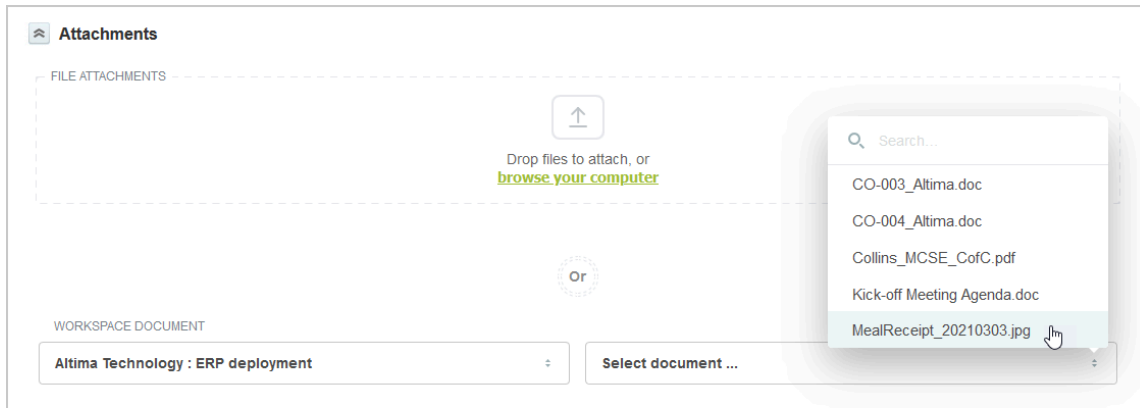 Attachments
FILE ATTACHMENTS
Drop files to attach, or
browse your computer
Or
WORKSPACE DOCUMENT
Altima Technology : ERP deployment
Select document ...
Search...
CO-003_Altima.doc
CO-004_Altima.doc
Collins_MCSE_CofC.pdf
Kick-off Meeting Agenda.doc
MealReceipt_20210303.jpg